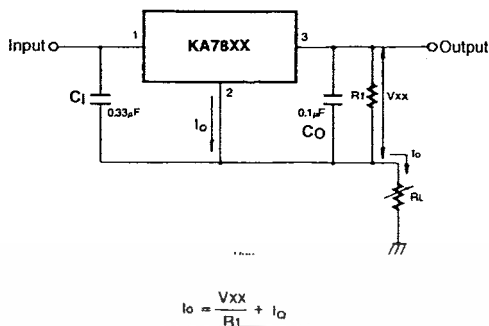 Input
1
KA78XX
3
Output
2
Ci
0.33µF
IQ
0.1µF
CO
R1
Vxx
Io
RL
Io = Vxx / R1 + IQ